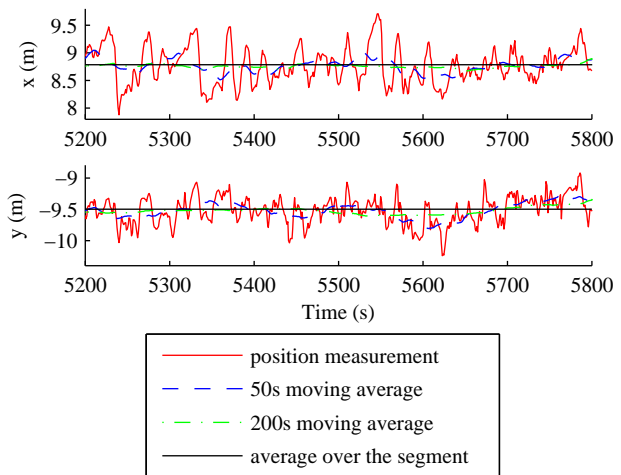 9.5
9
8.5
8
x (m)
5200 5300 5400 5500 5600 5700 5800
−9
−9.5
−10
y (m)
5200 5300 5400 5500 5600 5700 5800
Time (s)
position measurement
50s moving average
200s moving average
average over the segment